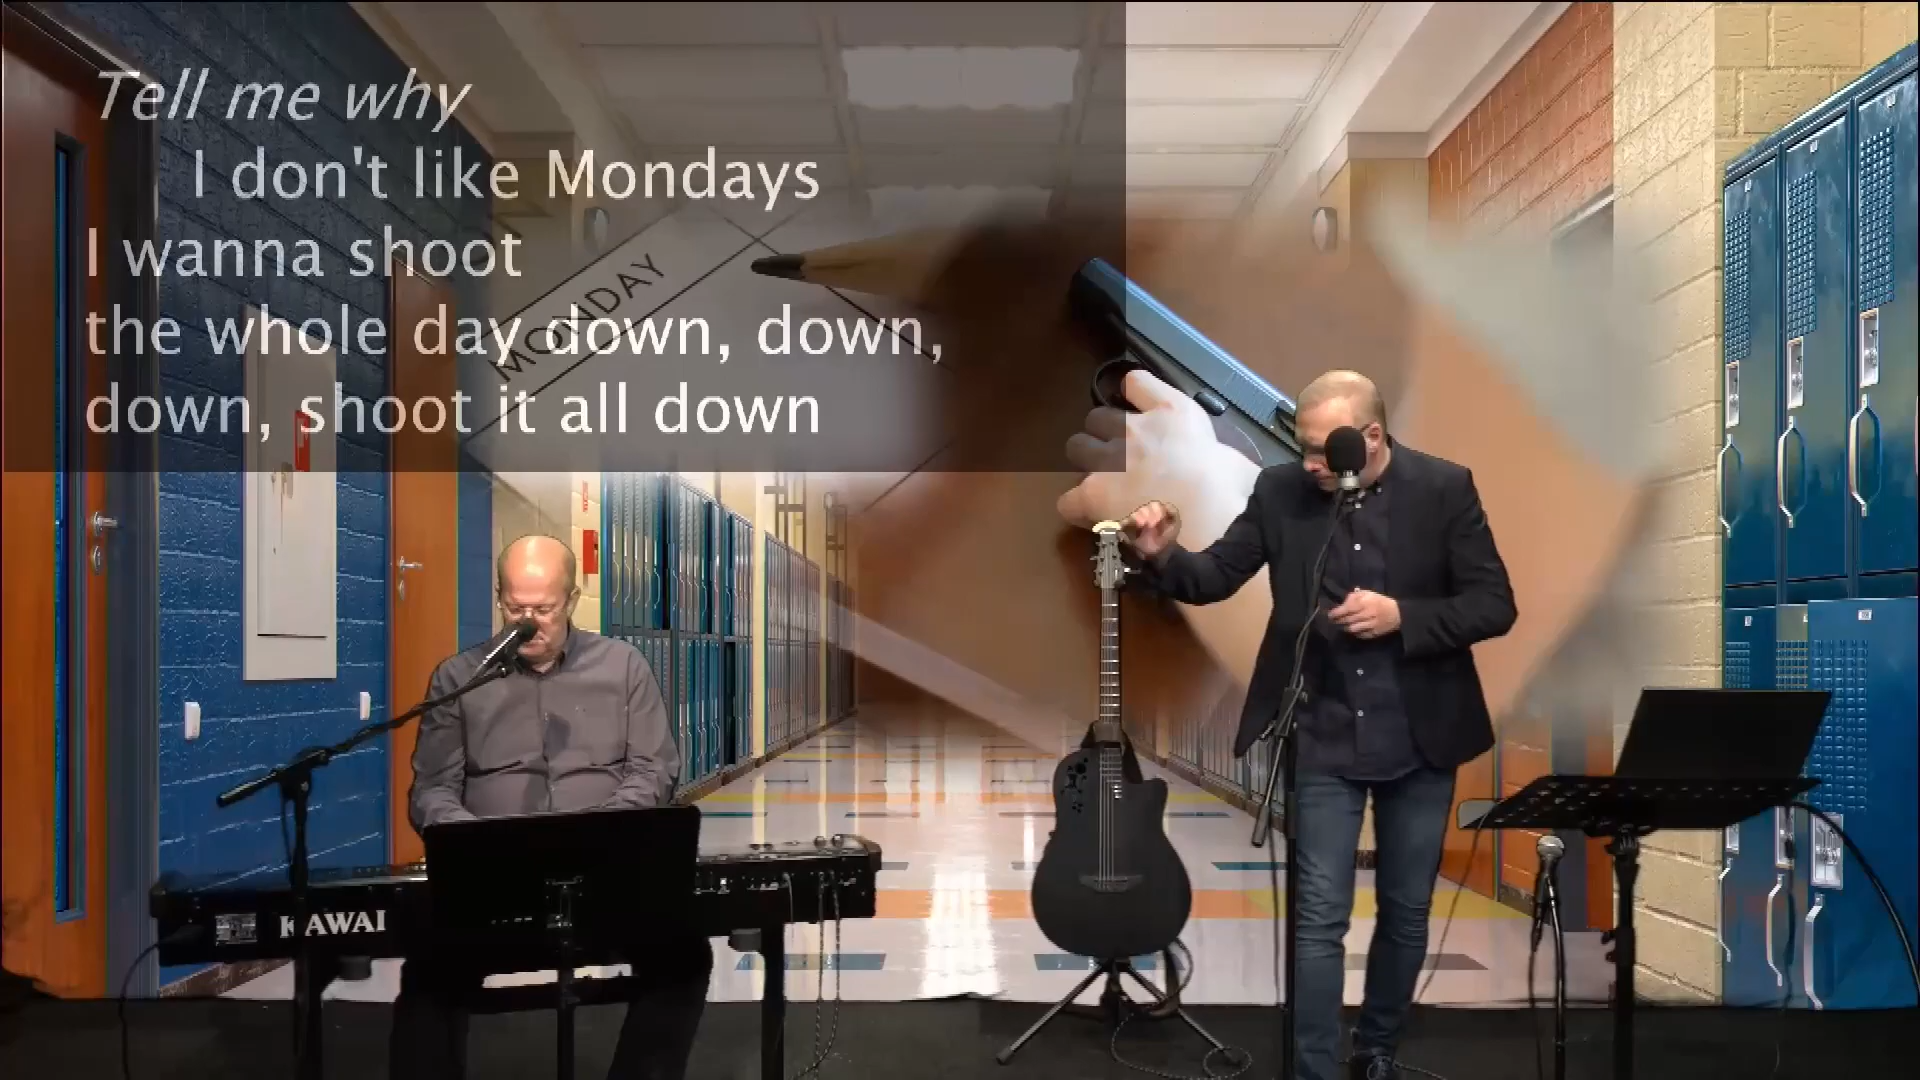 Tell me why
I don't like Mondays
I wanna shoot
the whole day down, down,
down, shoot it all down
MONDAY
KAWAI